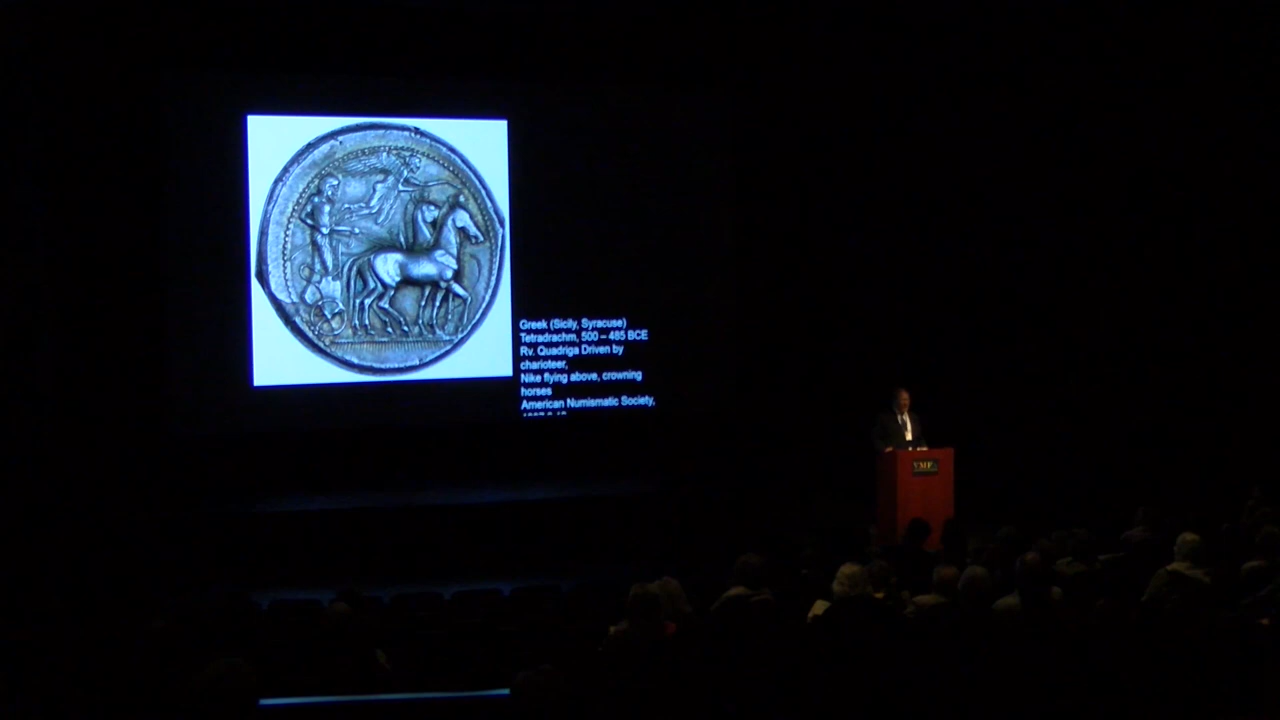 Greek (Sicily, Syracuse)
Tetradrachm, 500 – 485 BCE
Rv. Quadriga Driven by
charioteer,
Nike flying above, crowning
horses
American Numismatic Society,
VMFA